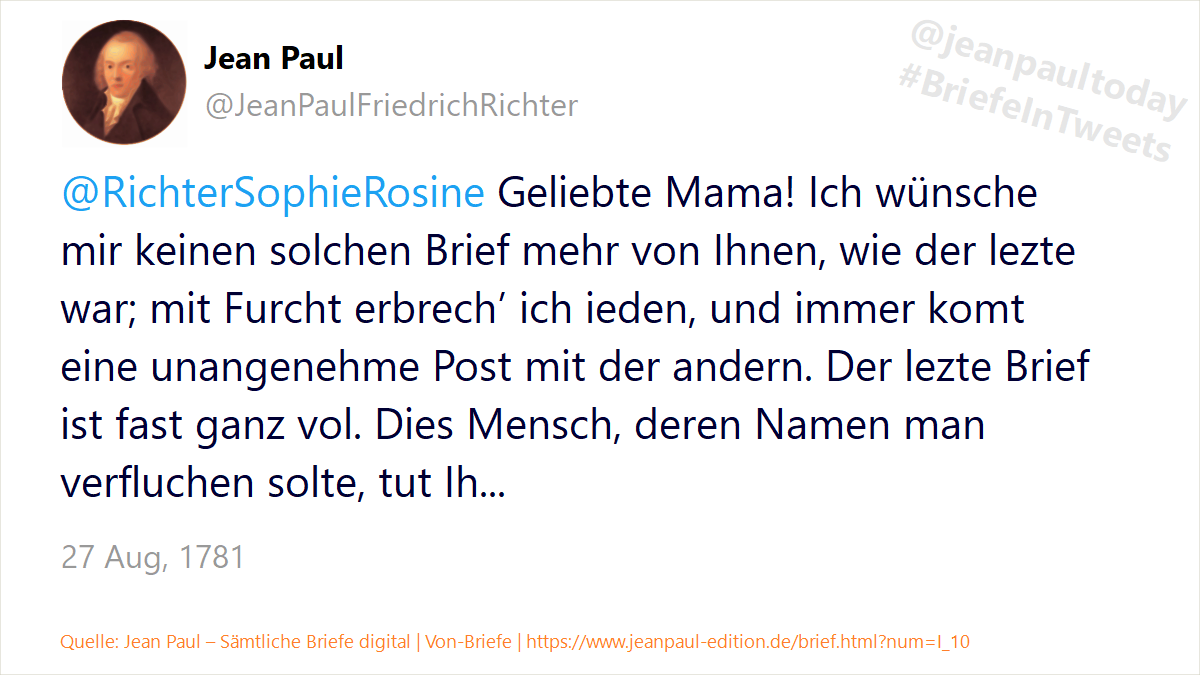 Jean Paul
@JeanPaulFriedrichRichter
@jeanpaultoday
#BriefeInTweets
@RichterSophieRosine Geliebte Mama! Ich wünsche
mir keinen solchen Brief mehr von Ihnen, wie der lezte
war; mit Furcht erbrech’ ich ieden, und immer komt
eine unangenehme Post mit der andern. Der lezte Brief
ist fast ganz vol. Dies Mensch, deren Namen man
verfluchen solte, tut Ih...
27 Aug, 1781
Quelle: Jean Paul – Sämtliche Briefe digital | Von-Briefe | https://www.jeanpaul-edition.de/brief.html?num=I_10